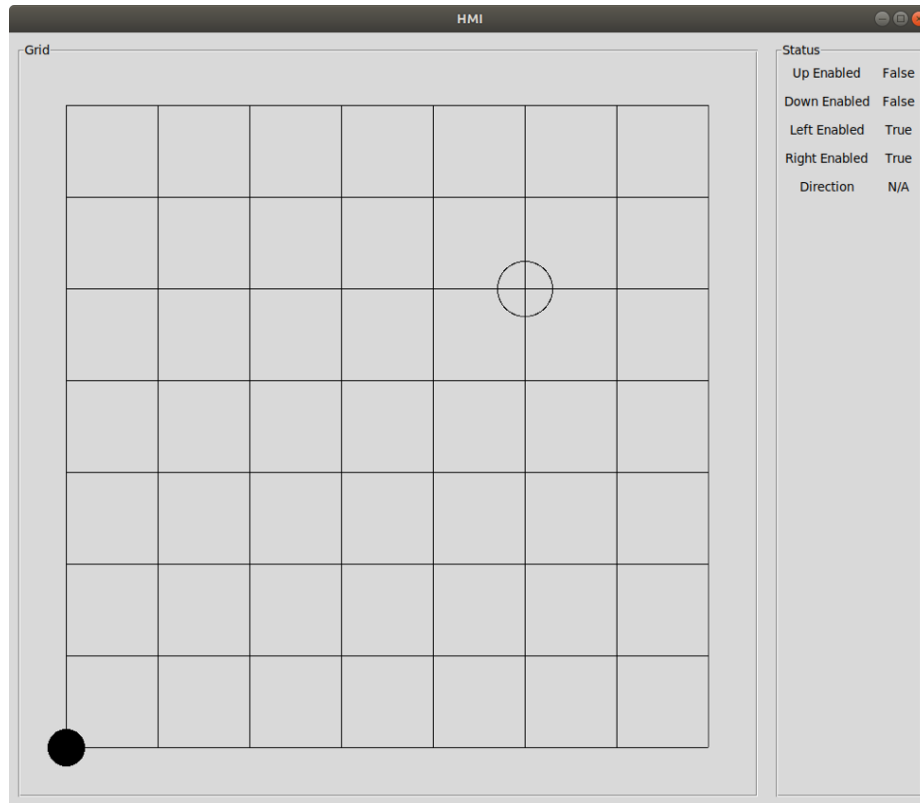 HMI
Grid
Status
Up Enabled False
Down Enabled False
Left Enabled True
Right Enabled True
Direction N/A